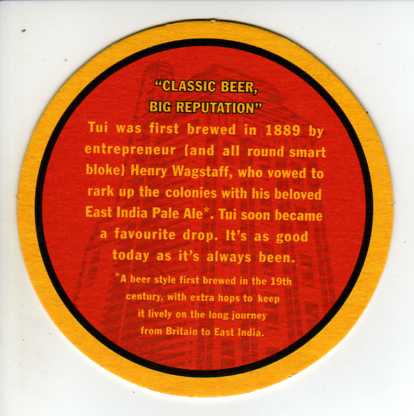 “CLASSIC BEER,
BIG REPUTATION”
Tui was first brewed in 1889 by
entrepreneur (and all round smart
bloke) Henry Wagstaff, who vowed to
rark up the colonies with his beloved
East India Pale Ale*. Tui soon became
a favourite drop. It’s as good
today as it’s always been.
*A beer style first brewed in the 19th
century, with extra hops to keep
it lively on the long journey
from Britain to East India.